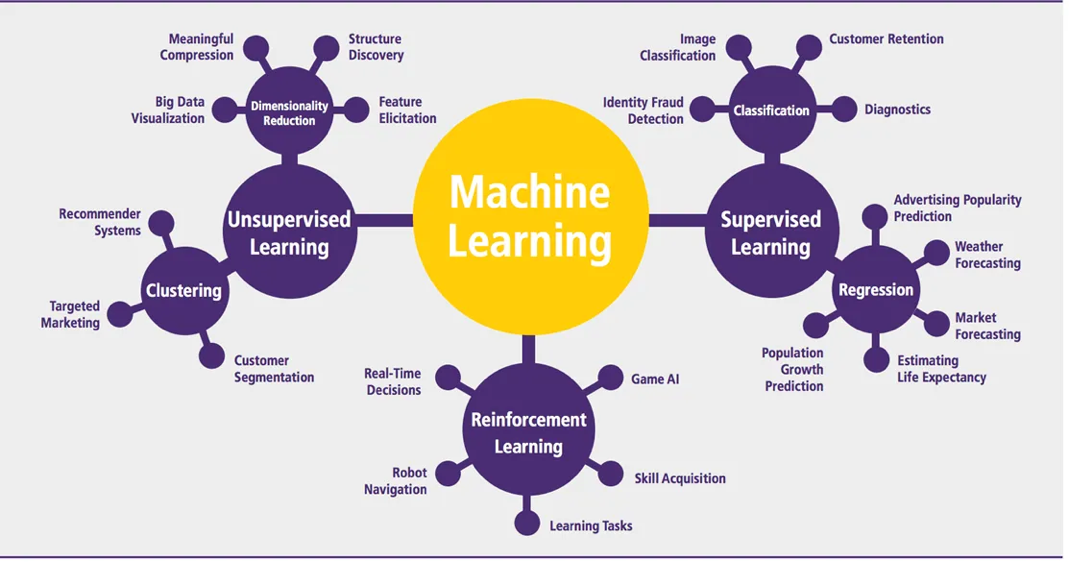 Machine
Learning
Unsupervised
Learning
Dimensionality
Reduction
Meaningful
Compression
Structure
Discovery
Big Data
Visualization
Feature
Elicitation
Clustering
Recommender
Systems
Targeted
Marketing
Customer
Segmentation
Supervised
Learning
Classification
Image
Classification
Customer Retention
Identity Fraud
Detection
Diagnostics
Regression
Advertising Popularity
Prediction
Weather
Forecasting
Market
Forecasting
Population
Growth
Prediction
Estimating
Life Expectancy
Reinforcement
Learning
Real-Time
Decisions
Game AI
Robot
Navigation
Skill Acquisition
Learning Tasks